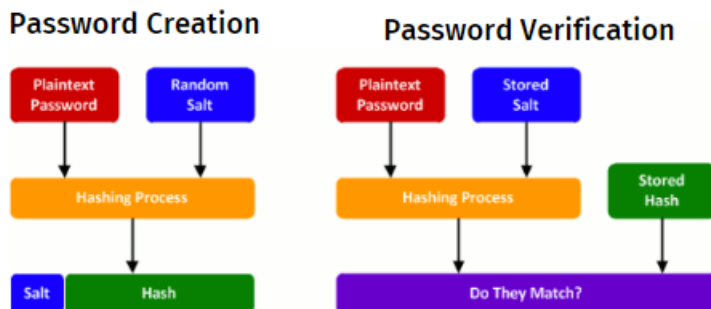 Password Creation
Plaintext
Password
Random
Salt
Hashing Process
Salt
Hash
Password Verification
Plaintext
Password
Stored
Salt
Hashing Process
Stored
Hash
Do They Match?